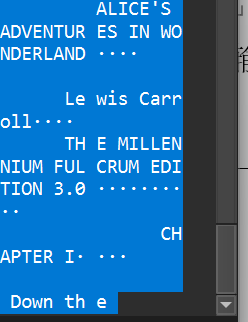 ALICE'S
ADVENTUR ES IN WO
NDERLAND ····
Le wis Carr
oll····
TH E MILLEN
NIUM FUL CRUM EDI
TION 3.0 ········
··
CH
APTER I· ···
Down th e